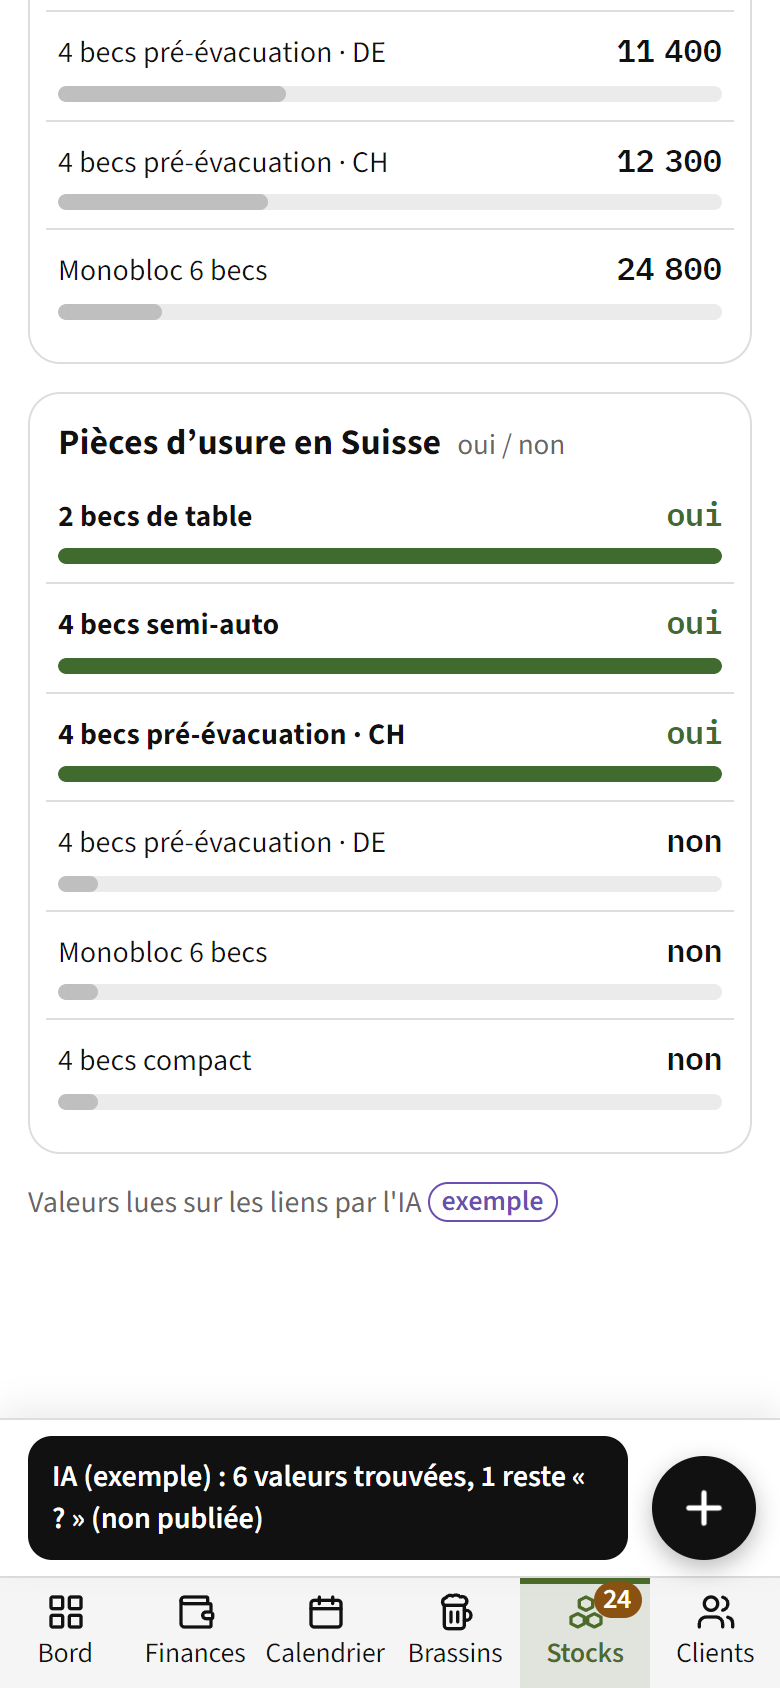 4 becs pré-évacuation · DE 11 400
4 becs pré-évacuation · CH 12 300
Monobloc 6 becs 24 800
Pièces d’usure en Suisse oui / non
2 becs de table oui
4 becs semi-auto oui
4 becs pré-évacuation · CH oui
4 becs pré-évacuation · DE non
Monobloc 6 becs non
4 becs compact non
Valeurs lues sur les liens par l'IA exemple
IA (exemple) : 6 valeurs trouvées, 1 reste «
? » (non publiée)
24
Bord Finances Calendrier Brassins Stocks Clients